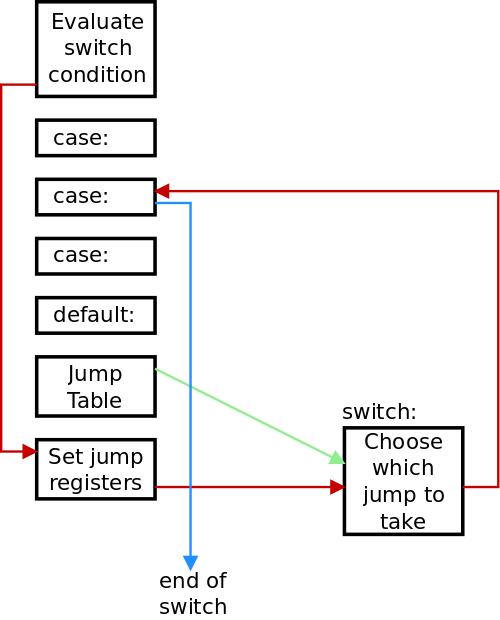 Evaluate
switch
condition
case:
case:
case:
default:
Jump
Table
Set jump
registers
switch:
Choose
which
jump to
take
end of
switch